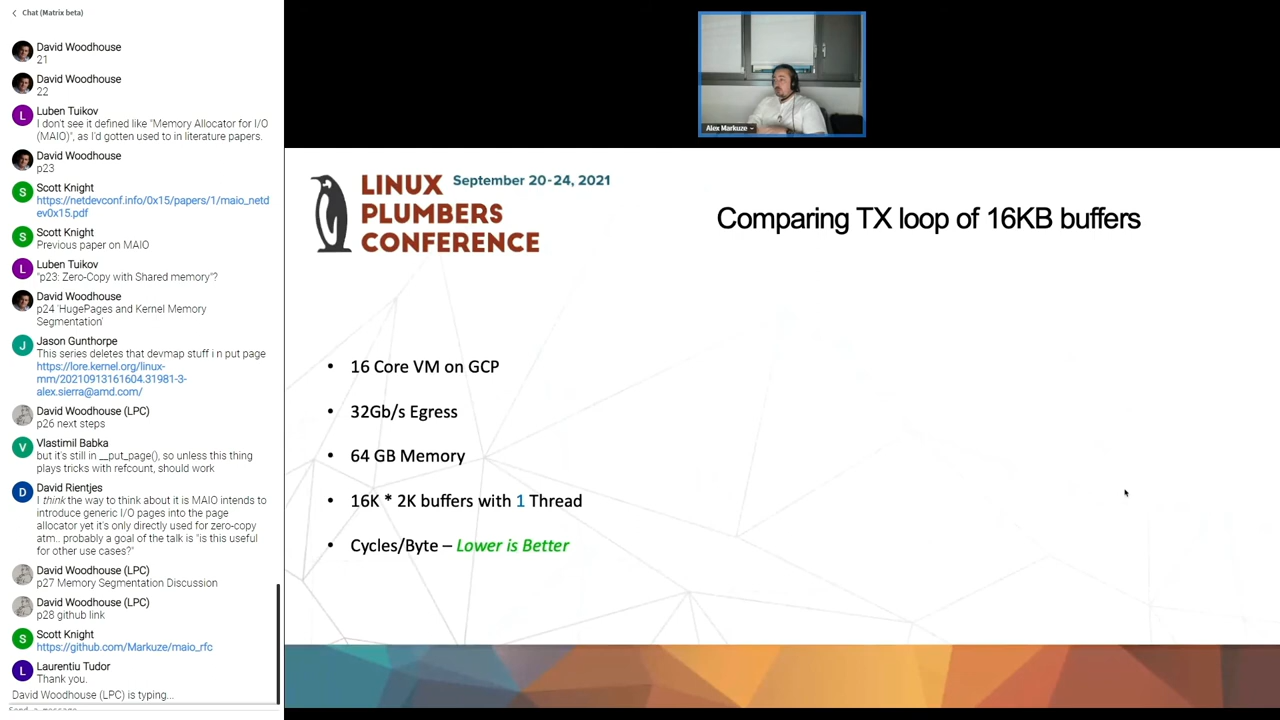 Chat (Matrix beta)
David Woodhouse
21
David Woodhouse
22
L
Luben Tuikov
I don't see it defined like "Memory Allocator for I/O
(MAIO)", as I'd gotten used to in literature papers.
David Woodhouse
p23
S
Scott Knight
https://netdevconf.info/0x15/papers/1/maio_netd
ev0x15.pdf
S
Scott Knight
Previous paper on MAIO
L
Luben Tuikov
"p23: Zero-Copy with Shared memory"?
David Woodhouse
p24 'HugePages and Kernel Memory
Segmentation'
J
Jason Gunthorpe
This series deletes that devmap stuff i n put page
https://lore.kernel.org/linux-
mm/20210913161604.31981-3-
alex.sierra@amd.com/
David Woodhouse (LPC)
p26 next steps
V
Vlastimil Babka
but it's still in __put_page(), so unless this thing
plays tricks with refcount, should work
D
David Rientjes
I think the way to think about it is MAIO intends to
introduce generic I/O pages into the page
allocator yet it's only directly used for zero-copy
atm.. probably a goal of the talk is "is this useful
for other use cases?"
David Woodhouse (LPC)
p27 Memory Segmentation Discussion
David Woodhouse (LPC)
p28 github link
S
Scott Knight
https://github.com/Markuze/maio_rfc
L
Laurentiu Tudor
Thank you.
David Woodhouse (LPC) is typing...
Send a message
Alex Markuze
LINUX
PLUMBERS
CONFERENCE
September 20-24, 2021
Comparing TX loop of 16KB buffers
• 16 Core VM on GCP
• 32Gb/s Egress
• 64 GB Memory
• 16K * 2K buffers with 1 Thread
• Cycles/Byte – Lower is Better